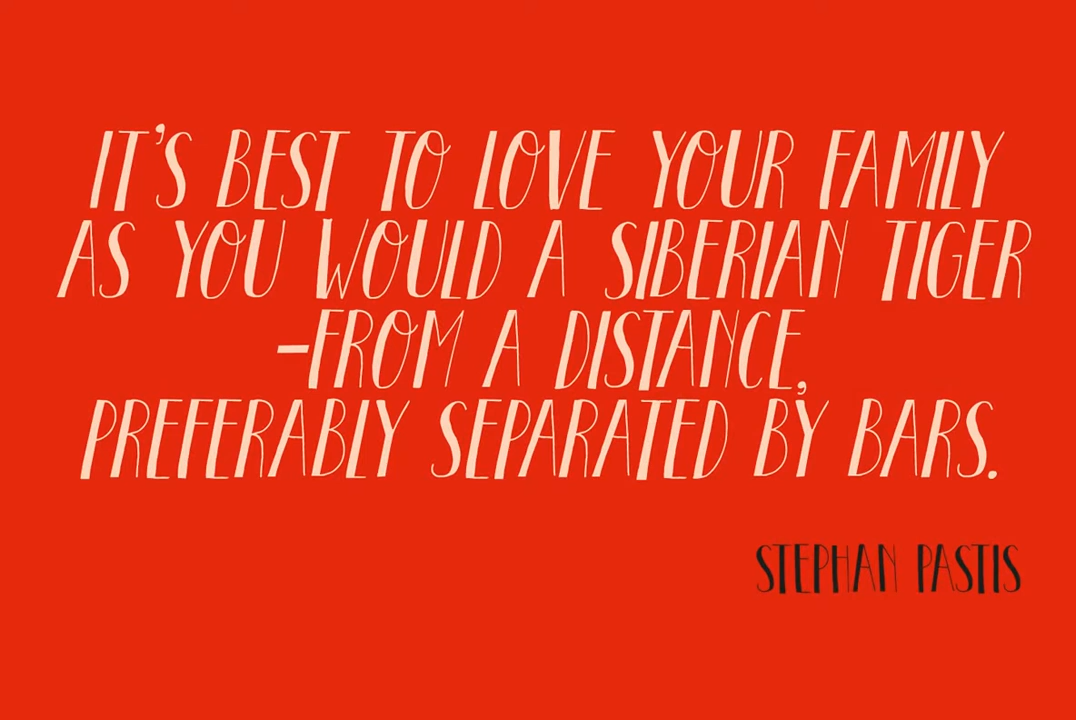 IT'S BEST TO LOVE YOUR FAMILY
AS YOU WOULD A SIBERIAN TIGER
–FROM A DISTANCE,
PREFERABLY SEPARATED BY BARS.
STEPHAN PASTIS